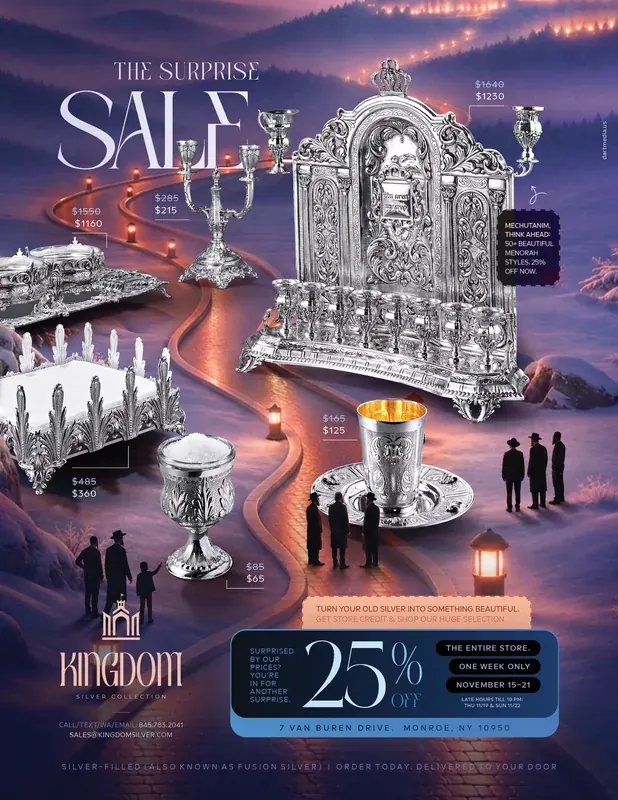 THE SURPRISE
SALE
$1640
$1230
dartmedia.us
$285
$215
$1550
$1160
MECHUTANIM,
THINK AHEAD:
50+ BEAUTIFUL
MENORAH
STYLES. 25%
OFF NOW.
$165
$125
$485
$360
$85
$65
TURN YOUR OLD SILVER INTO SOMETHING BEAUTIFUL.
GET STORE CREDIT & SHOP OUR HUGE SELECTION
KINGDOM
SILVER COLLECTION
CALL/TEXT/WA/EMAIL: 845.783.2041
SALES@KINGDOMSILVER.COM
SURPRISED
BY OUR
PRICES?
YOU'RE
IN FOR
ANOTHER
SURPRISE.
25% OFF
THE ENTIRE STORE.
ONE WEEK ONLY
NOVEMBER 15–21
LATE HOURS TILL 10 PM:
THU 11/19 & SUN 11/22
7 VAN BUREN DRIVE. MONROE, NY 10950
SILVER-FILLED (ALSO KNOWN AS FUSION SILVER) | ORDER TODAY. DELIVERED TO YOUR DOOR